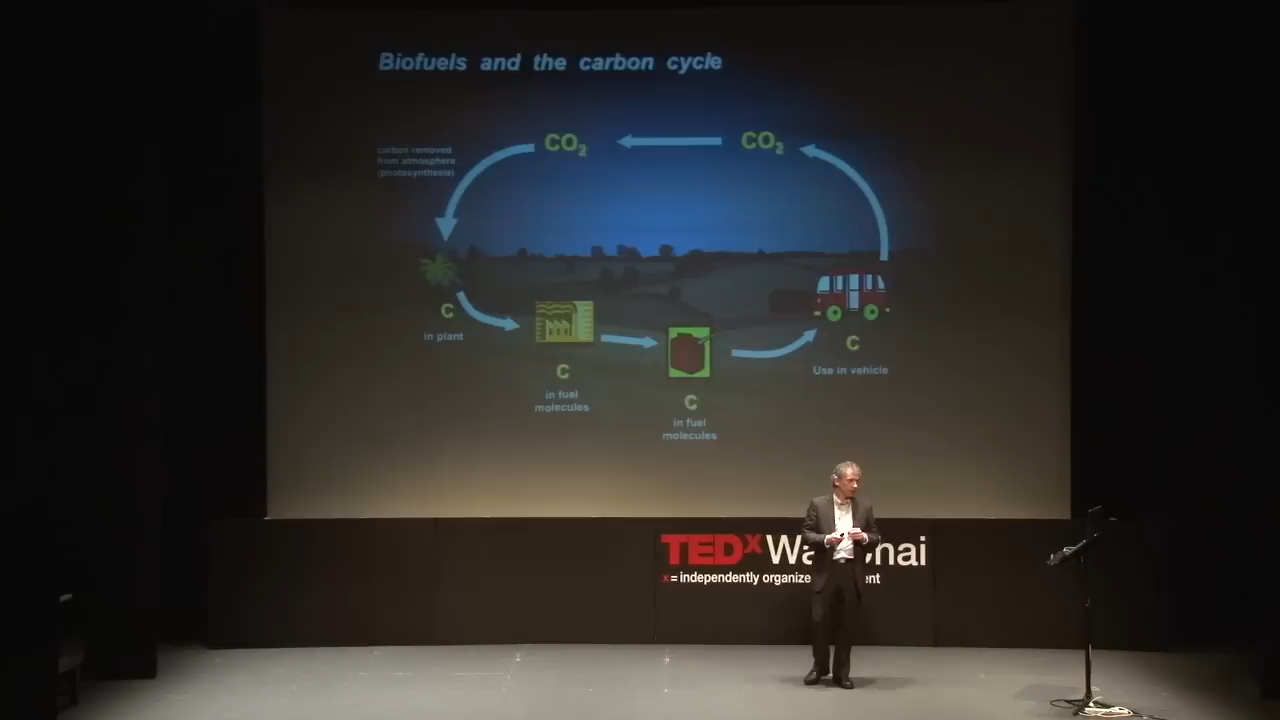 Biofuels and the carbon cycle
CO2
CO2
carbon removed
from atmosphere
(photosynthesis)
C
in plant
C
in fuel
molecules
C
in fuel
molecules
C
Use in vehicle
TEDx
x = independently